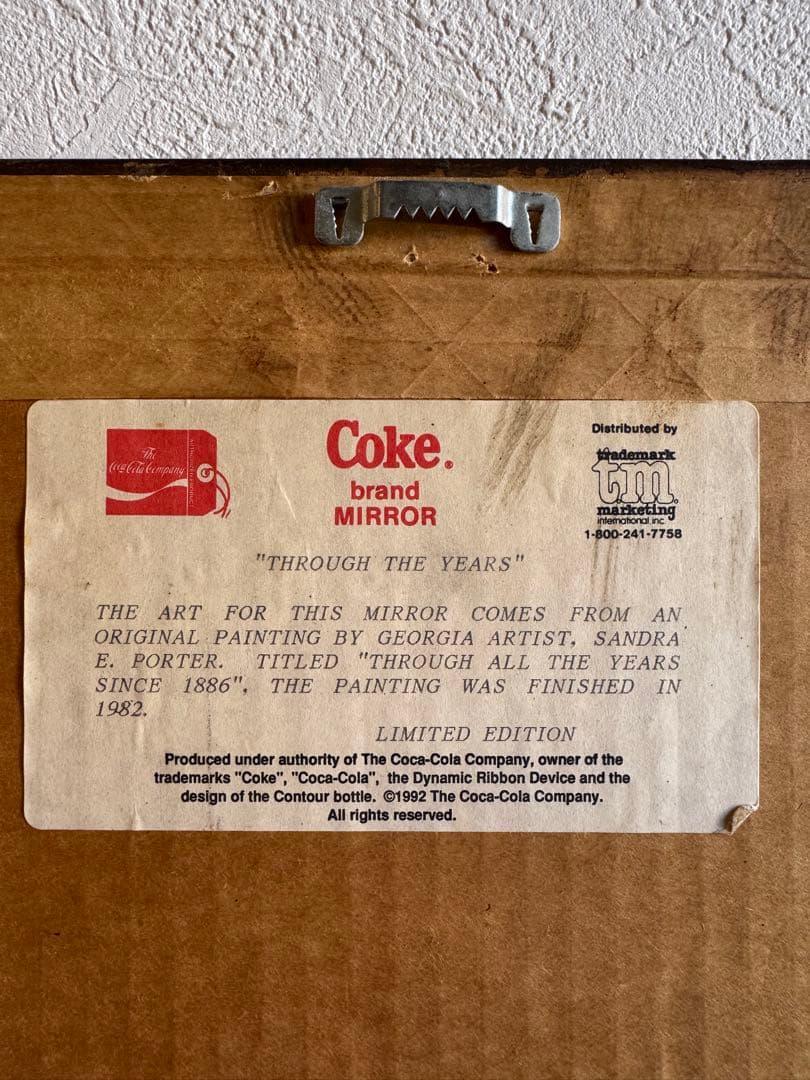 The
Coca-Cola Company
Coke®
brand
MIRROR
Distributed by
trademark
tm®
marketing
international inc.
1-800-241-7758
"THROUGH THE YEARS"
THE ART FOR THIS MIRROR COMES FROM AN
ORIGINAL PAINTING BY GEORGIA ARTIST, SANDRA
E. PORTER. TITLED "THROUGH ALL THE YEARS
SINCE 1886", THE PAINTING WAS FINISHED IN
1982.
LIMITED EDITION
Produced under authority of The Coca-Cola Company, owner of the
trademarks "Coke", "Coca-Cola", the Dynamic Ribbon Device and the
design of the Contour bottle. ©1992 The Coca-Cola Company.
All rights reserved.